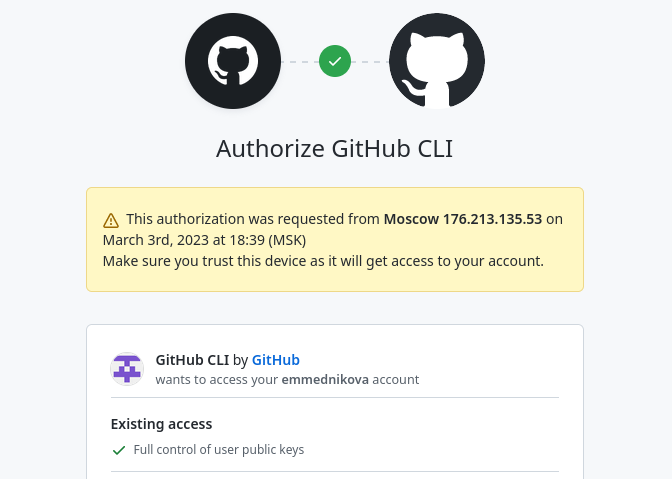 Authorize GitHub CLI
This authorization was requested from Moscow 176.213.135.53 on
March 3rd, 2023 at 18:39 (MSK)
Make sure you trust this device as it will get access to your account.
GitHub CLI by GitHub
wants to access your emmednikova account
Existing access
Full control of user public keys